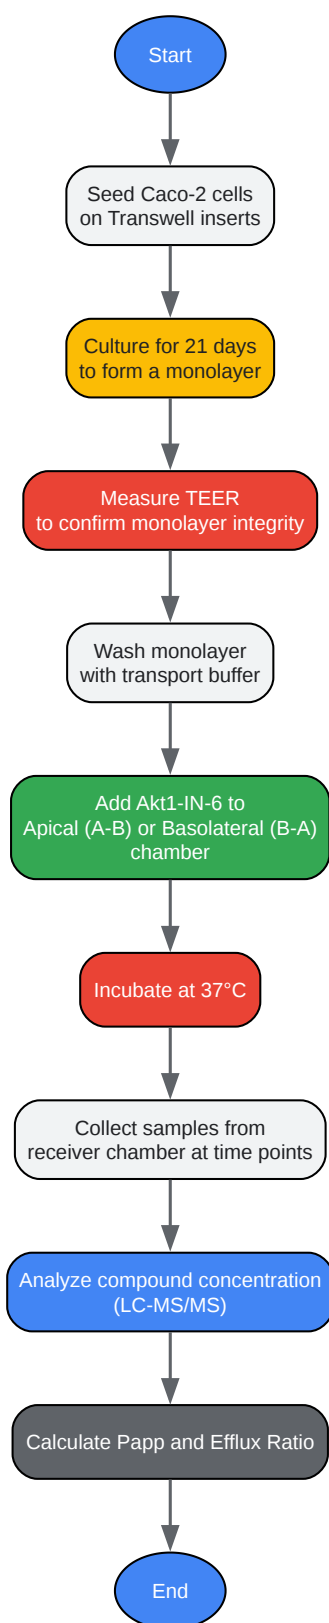 Start
Seed Caco-2 cells
on Transwell inserts
Culture for 21 days
to form a monolayer
Measure TEER
to confirm monolayer integrity
Wash monolayer
with transport buffer
Add Akt1-IN-6 to
Apical (A-B) or Basolateral (B-A)
chamber
Incubate at 37°C
Collect samples from
receiver chamber at time points
Analyze compound concentration
(LC-MS/MS)
Calculate Papp and Efflux Ratio
End